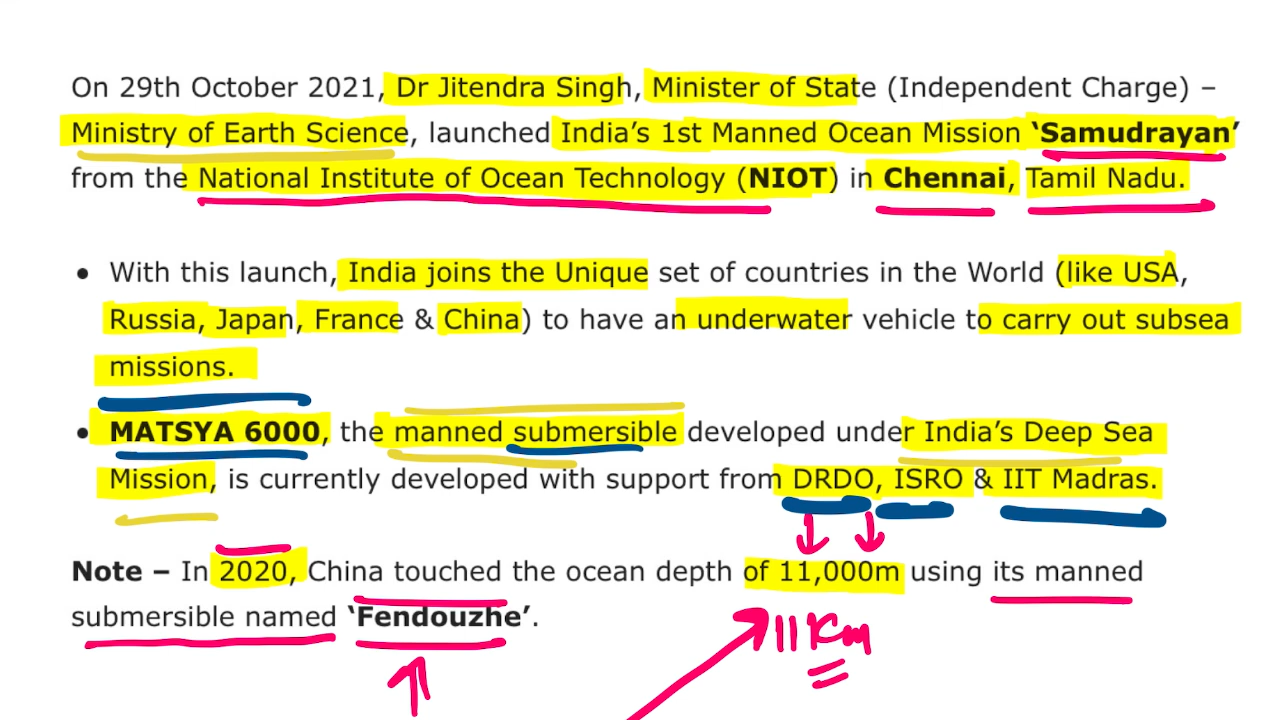 On 29th October 2021, Dr Jitendra Singh, Minister of State (Independent Charge) –
Ministry of Earth Science, launched India’s 1st Manned Ocean Mission ‘Samudrayan’
from the National Institute of Ocean Technology (NIOT) in Chennai, Tamil Nadu.
• With this launch, India joins the Unique set of countries in the World (like USA,
Russia, Japan, France & China) to have an underwater vehicle to carry out subsea
missions.
• MATSYA 6000, the manned submersible developed under India’s Deep Sea
Mission, is currently developed with support from DRDO, ISRO & IIT Madras.
Note – In 2020, China touched the ocean depth of 11,000m using its manned
submersible named ‘Fendouzhe’.
11 Km